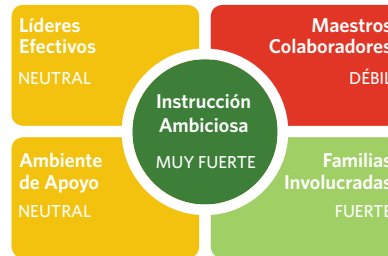 Líderes
Efectivos
NEUTRAL
Maestros
Colaboradores
DÉBIL
Instrucción
Ambiciosa
MUY FUERTE
Ambiente
de Apoyo
NEUTRAL
Familias
Involucradas
FUERTE